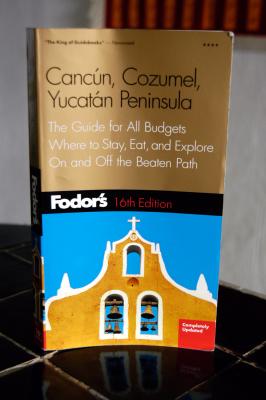 "The King of Guidebooks" — Newsweek
Cancún, Cozumel,
Yucatán Peninsula
The Guide for All Budgets
Where to Stay, Eat, and Explore
On and Off the Beaten Path
Fodor's 16th Edition
Completely
Updated
Fodor's